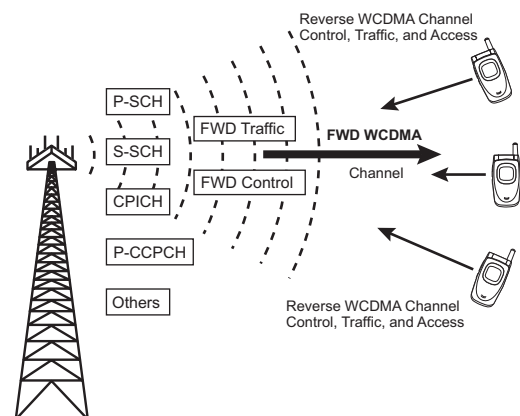 Reverse WCDMA Channel
Control, Traffic, and Access
P-SCH
FWD Traffic
FWD WCDMA
S-SCH
Channel
FWD Control
CPICH
P-CCPCH
Others
Reverse WCDMA Channel
Control, Traffic, and Access